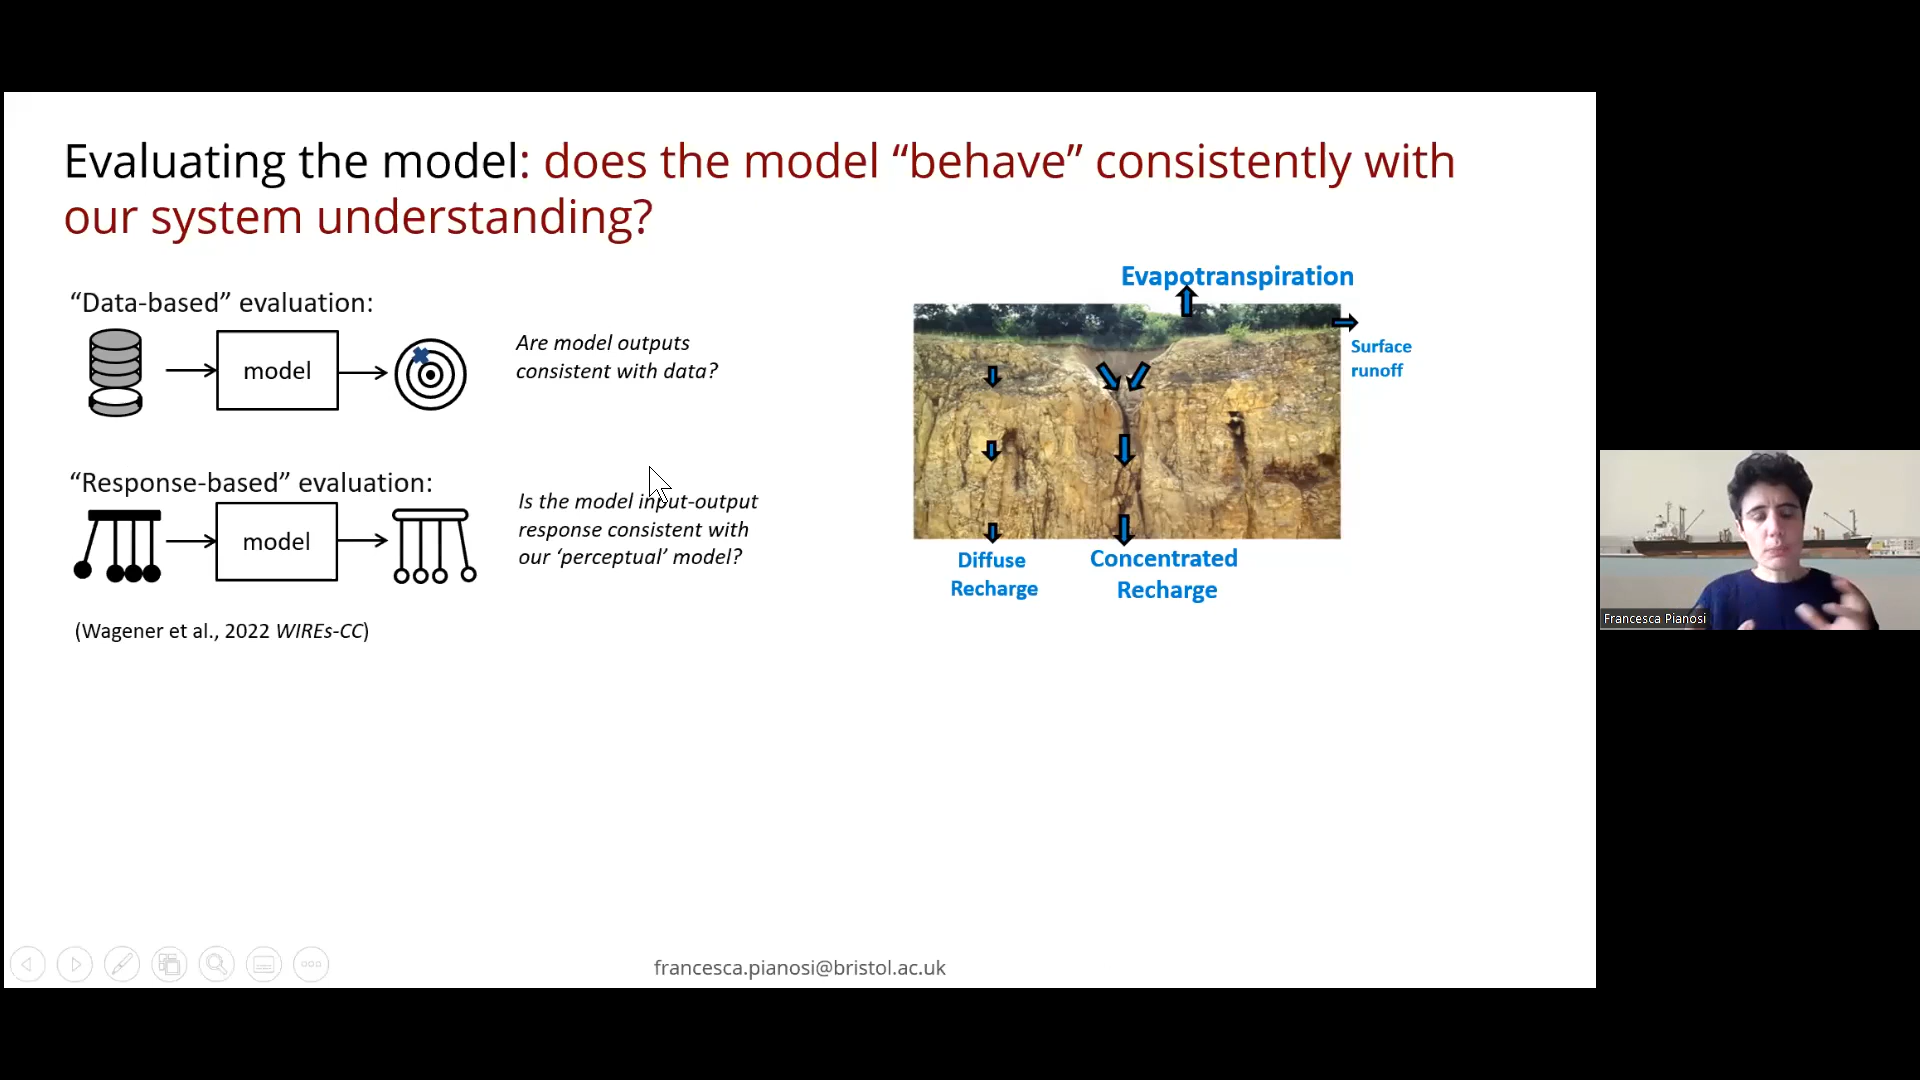 Evaluating the model: does the model “behave” consistently with
our system understanding?
“Data-based” evaluation:
model
Are model outputs
consistent with data?
“Response-based” evaluation:
model
Is the model input-output
response consistent with
our ‘perceptual’ model?
(Wagener et al., 2022 WIREs-CC)
Evapotranspiration
Surface
runoff
Diffuse
Recharge
Concentrated
Recharge
francesca.pianosi@bristol.ac.uk
Francesca Pianosi